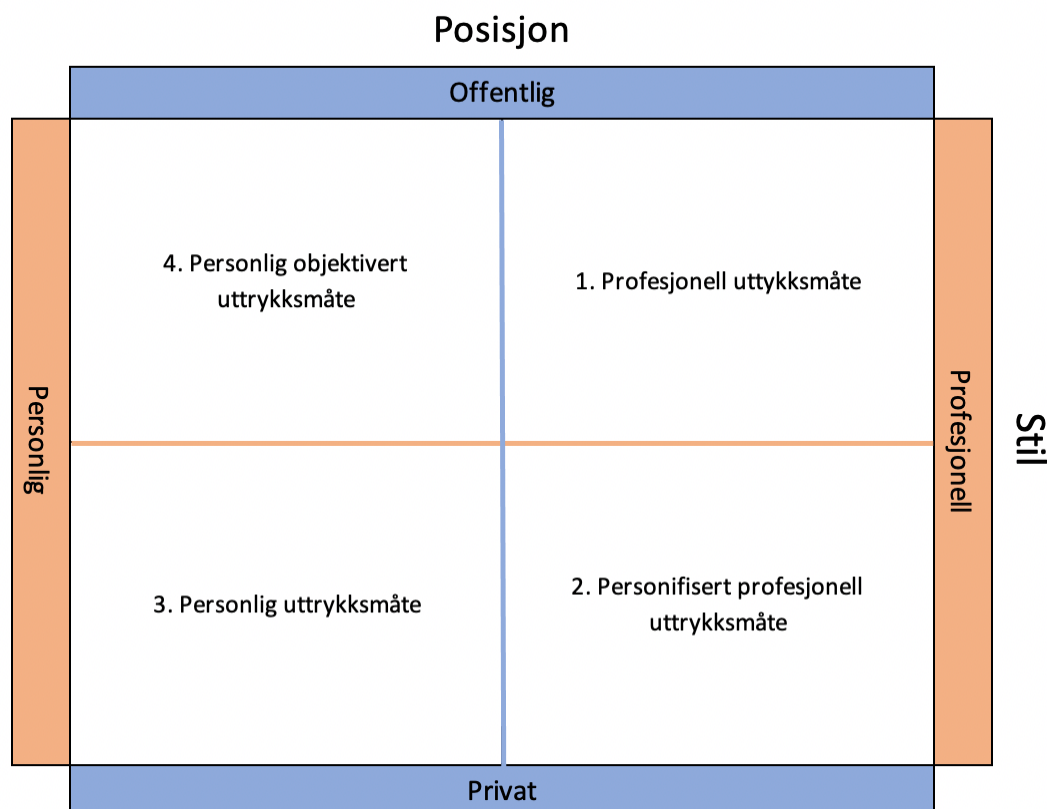 Posisjon
Offentlig
4. Personlig objektivert
uttrykksmåte
1. Profesjonell uttykksmåte
Personlig
Profesjonell
Stil
3. Personlig uttrykksmåte
2. Personifisert profesjonell
uttrykksmåte
Privat